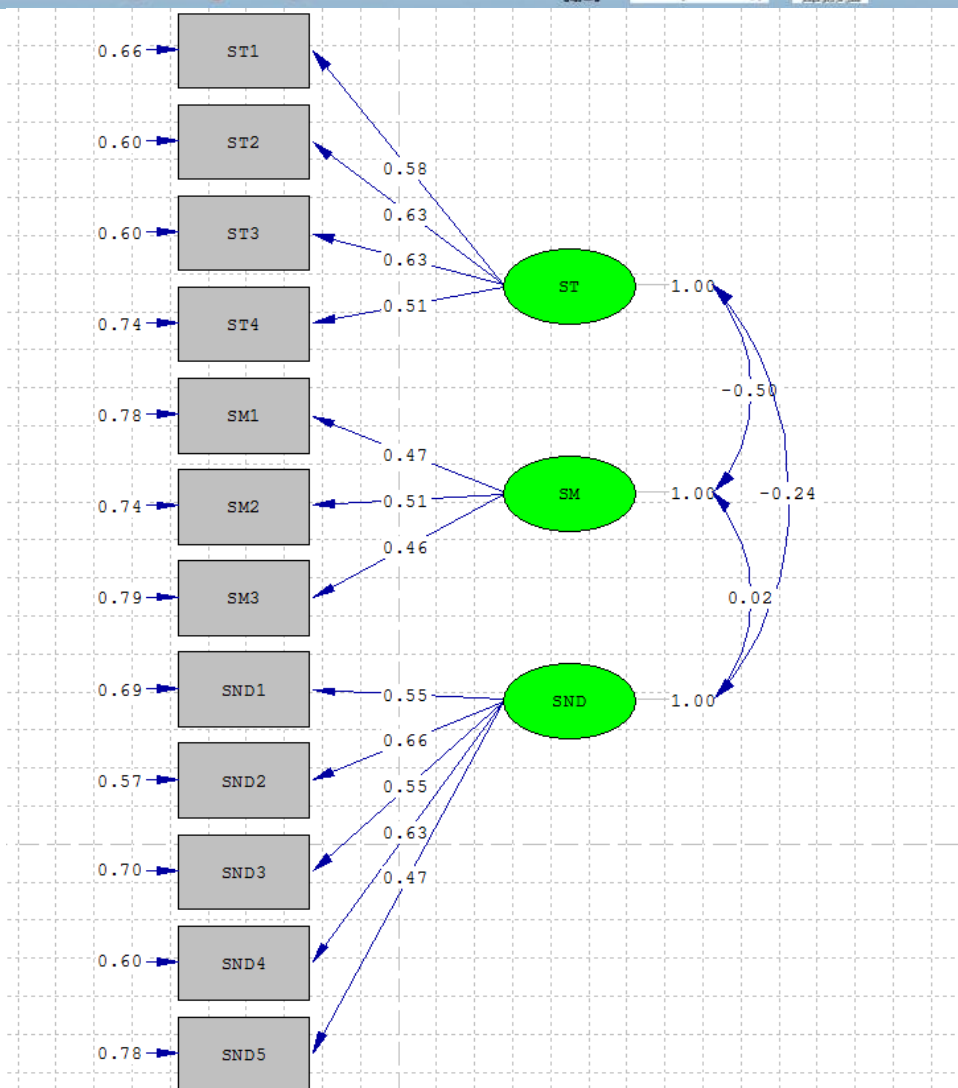 0.66 ST1
0.58
0.60 ST2
0.63
0.60 ST3
0.63
ST 1.00
0.51
0.74 ST4
-0.50
0.78 SM1
0.47
SM 1.00 -0.24
0.74 SM2
0.51
0.46
0.79 SM3
0.02
0.69 SND1
0.55
SND 1.00
0.66
0.57 SND2
0.55
0.63
0.70 SND3
0.47
0.60 SND4
0.78 SND5